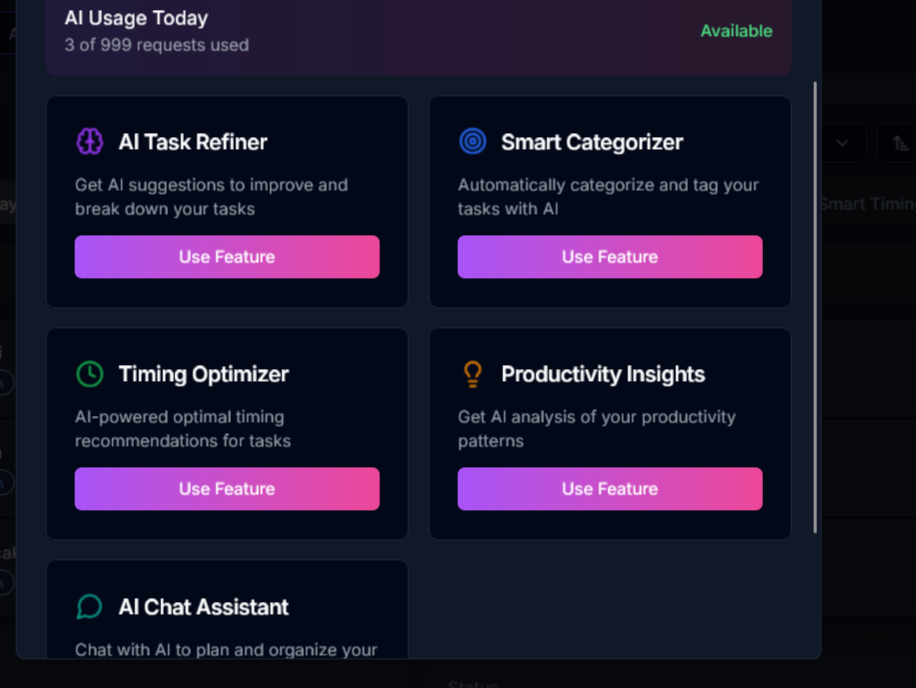 AI Usage Today
3 of 999 requests used
Available
AI Task Refiner
Get AI suggestions to improve and
break down your tasks
Use Feature
Smart Categorizer
Automatically categorize and tag your
tasks with AI
Use Feature
Timing Optimizer
AI-powered optimal timing
recommendations for tasks
Use Feature
Productivity Insights
Get AI analysis of your productivity
patterns
Use Feature
AI Chat Assistant
Chat with AI to plan and organize your
Smart Timin
Status